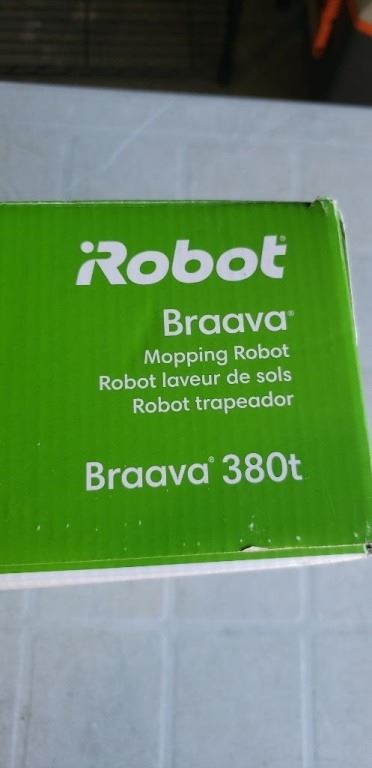 iRobot®
Braava®
Mopping Robot
Robot laveur de sols
Robot trapeador
Braava® 380t